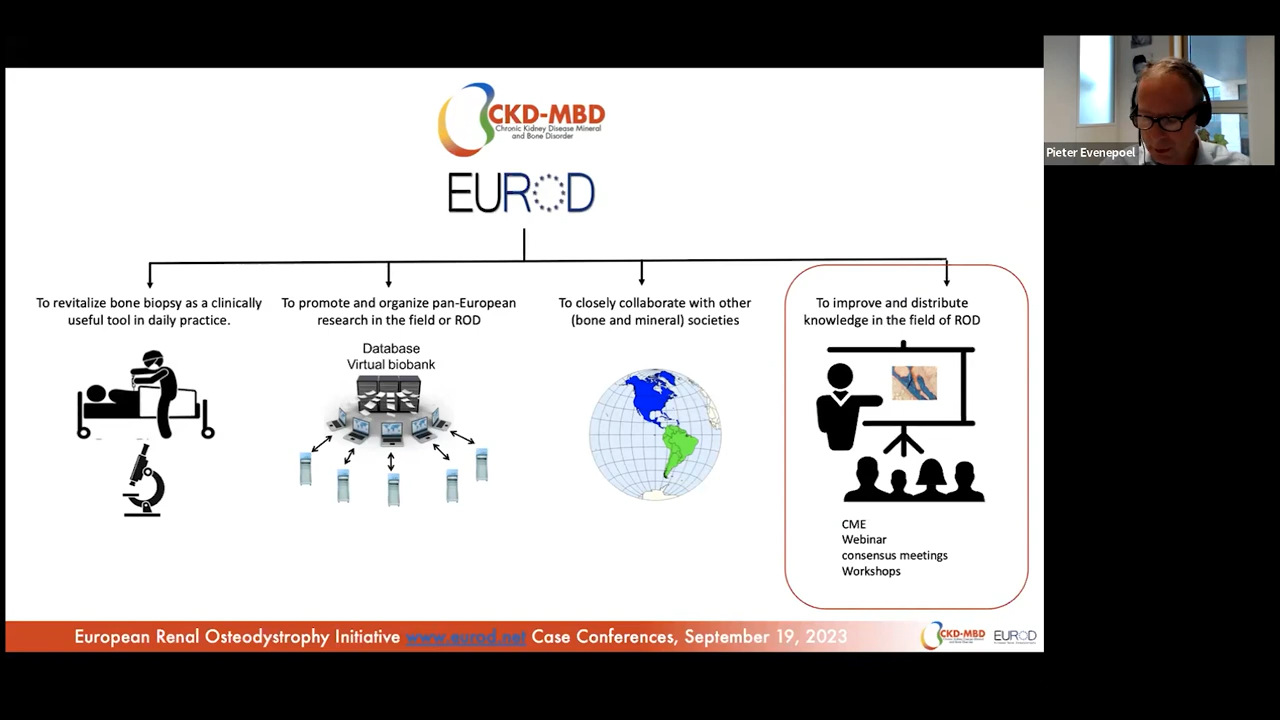 CKD-MBD
Chronic Kidney Disease Mineral
and Bone Disorder
EUROD
To revitalize bone biopsy as a clinically
useful tool in daily practice.
To promote and organize pan-European
research in the field or ROD
Database
Virtual biobank
To closely collaborate with other
(bone and mineral) societies
To improve and distribute
knowledge in the field of ROD
CME
Webinar
consensus meetings
Workshops
European Renal Osteodystrophy Initiative www.eurod.net Case Conferences, September 19, 2023
CKD-MBD
EUROD
Pieter Evenepoel